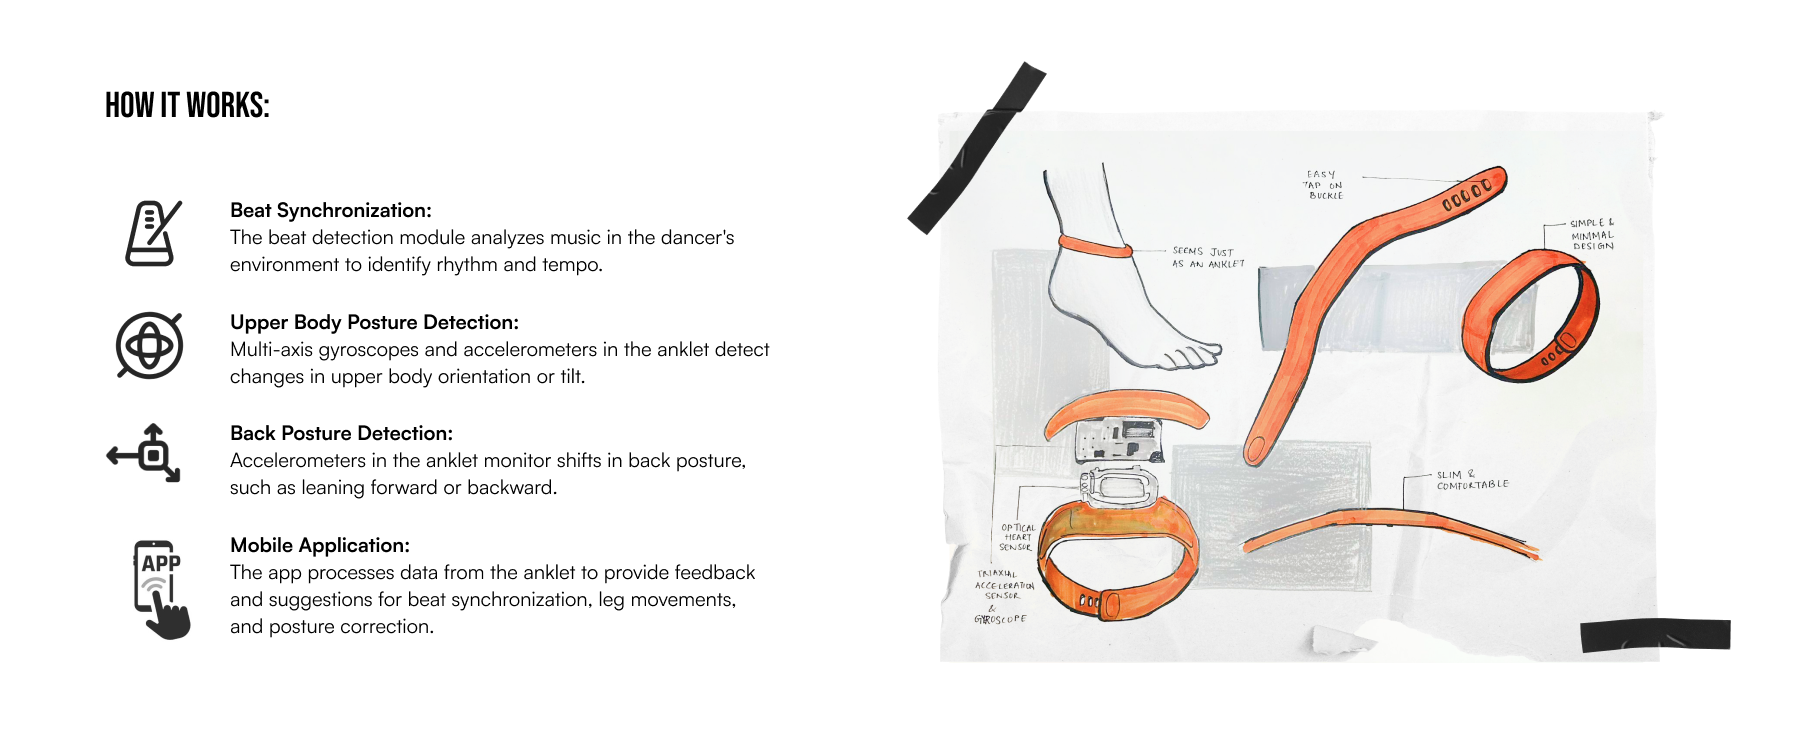 HOW IT WORKS:
Beat Synchronization:
The beat detection module analyzes music in the dancer's
environment to identify rhythm and tempo.
Upper Body Posture Detection:
Multi-axis gyroscopes and accelerometers in the anklet detect
changes in upper body orientation or tilt.
Back Posture Detection:
Accelerometers in the anklet monitor shifts in back posture,
such as leaning forward or backward.
APP
Mobile Application:
The app processes data from the anklet to provide feedback
and suggestions for beat synchronization, leg movements,
and posture correction.
EASY
TAP ON
BUCKLE
SEEMS JUST
AS AN ANKLET
SIMPLE &
MINIMAL
DESIGN
SLIM &
COMFORTABLE
OPTICAL
HEART
SENSOR
TRIAXIAL
ACCELERATION
SENSOR
&
GYROSCOPE